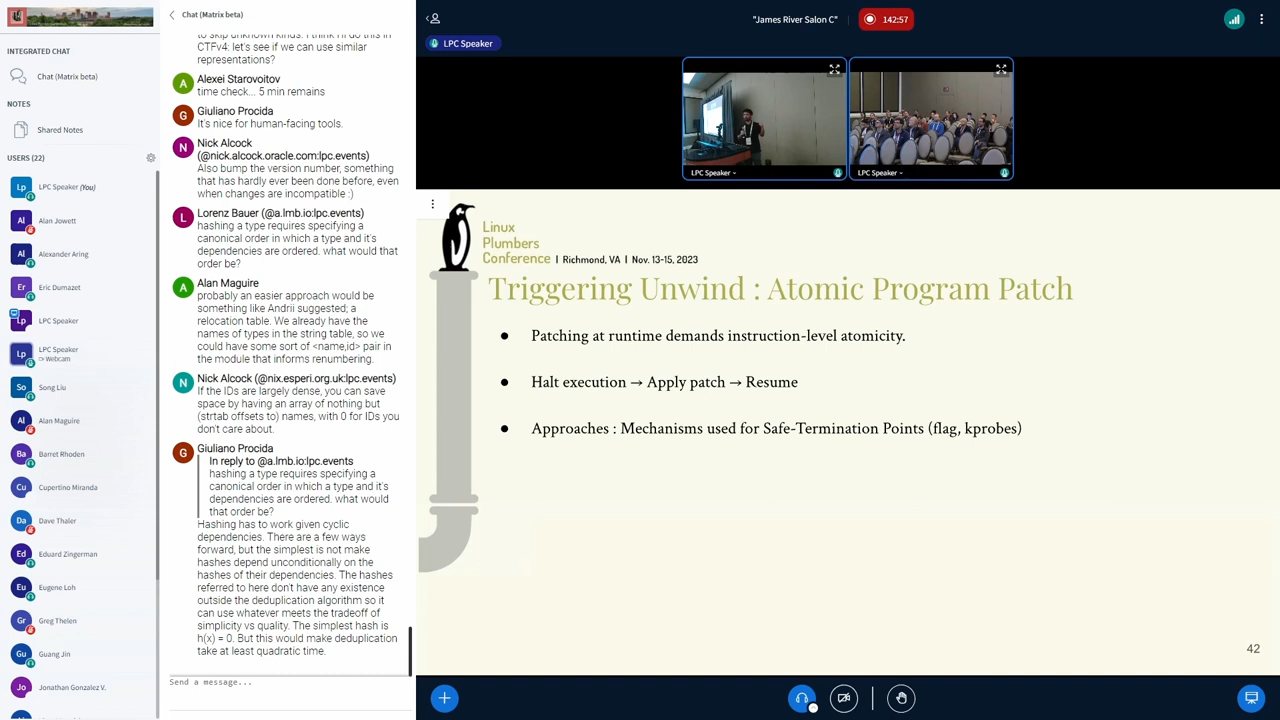 INTEGRATED CHAT
Chat (Matrix beta)
NOTES
Shared Notes
USERS (22)
Lp LPC Speaker (You)
Al Alan Jowett
Al Alexander Aring
Er Eric Dumazet
Lp LPC Speaker
Lp LPC Speaker
Webcam
So Song Liu
Al Alan Maguire
Ba Barret Rhoden
Cu Cupertino Miranda
Da Dave Thaler
Ed Eduard Zingerman
Eu Eugene Loh
Gr Greg Thelen
Gu Guang Jin
Jo Jonathan Gonzalez V.
Chat (Matrix beta)
to skip unknown kinds. I think I'll do this in
CTFv4: let's see if we can use similar
representations?
A Alexei Starovoitov
time check... 5 min remains
G Giuliano Procida
It's nice for human-facing tools.
N Nick Alcock
(@nick.alcock.oracle.com:lpc.events)
Also bump the version number, something
that has hardly ever been done before, even
when changes are incompatible :)
L Lorenz Bauer (@a.lmb.io:lpc.events)
hashing a type requires specifying a
canonical order in which a type and it's
dependencies are ordered. what would that
order be?
A Alan Maguire
probably an easier approach would be
something like Andrii suggested; a
relocation table. We already have the
names of types in the string table, so we
could have some sort of <name,id> pair in
the module that informs renumbering.
N Nick Alcock (@nix.esperi.org.uk:lpc.events)
If the IDs are largely dense, you can save
space by having an array of nothing but
(strtab offsets to) names, with 0 for IDs you
don't care about.
G Giuliano Procida
In reply to @a.lmb.io:lpc.events
hashing a type requires specifying a
canonical order in which a type and it's
dependencies are ordered. what would
that order be?
Hashing has to work given cyclic
dependencies. There are a few ways
forward, but the simplest is not make
hashes depend unconditionally on the
hashes of their dependencies. The hashes
referred to here don't have any existence
outside the deduplication algorithm so it
can use whatever meets the tradeoff of
simplicity vs quality. The simplest hash is
h(x) = 0. But this would make deduplication
take at least quadratic time.
Send a message...
"James River Salon C"
142:57
LPC Speaker
LPC Speaker
LPC Speaker
Linux
Plumbers
Conference | Richmond, VA | Nov. 13-15, 2023
Triggering Unwind : Atomic Program Patch
● Patching at runtime demands instruction-level atomicity.
● Halt execution → Apply patch → Resume
● Approaches : Mechanisms used for Safe-Termination Points (flag, kprobes)
42